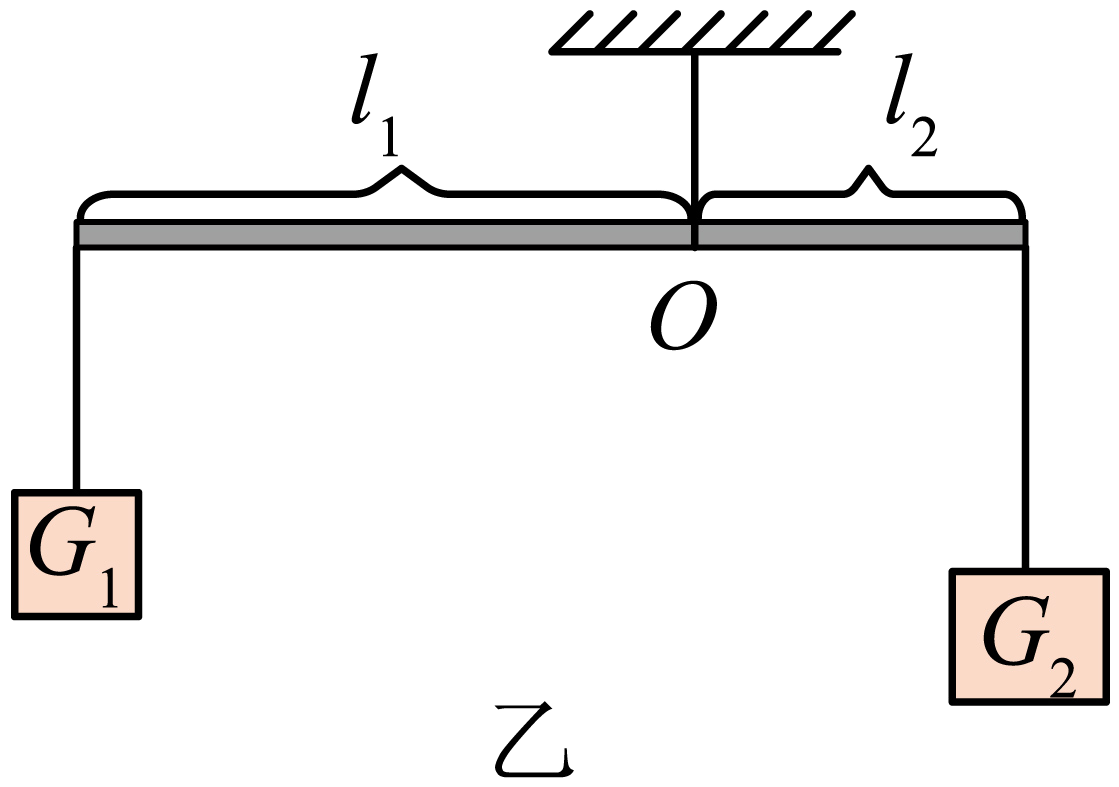 l₁
l₂
O
G₁
G₂
乙